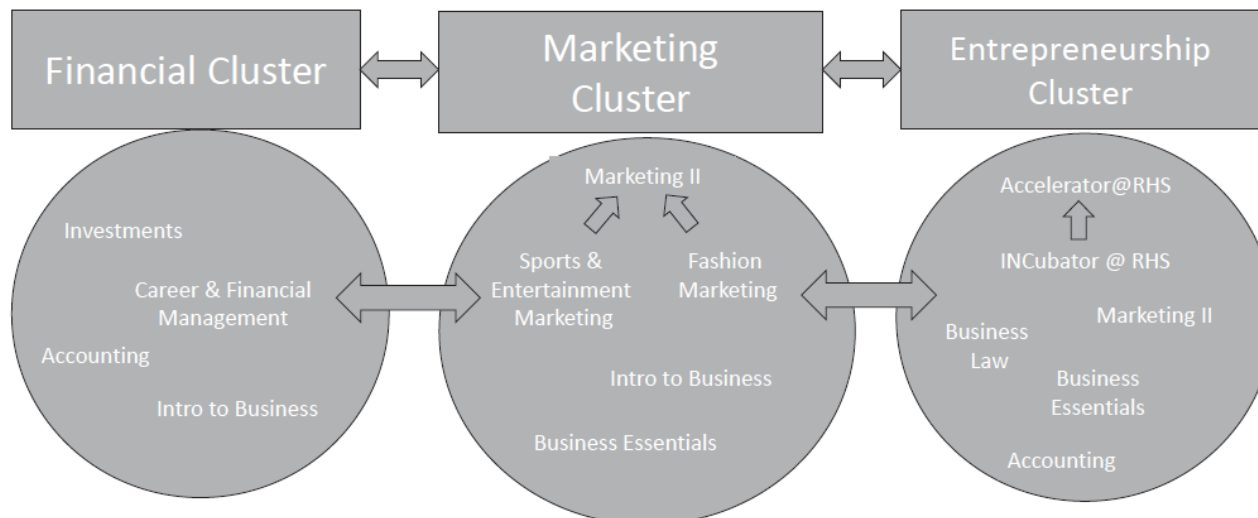 Financial Cluster
Marketing
Cluster
Entrepreneurship
Cluster
Investments
Career & Financial
Management
Accounting
Intro to Business
Marketing II
Sports &
Entertainment
Marketing
Fashion
Marketing
Intro to Business
Business Essentials
Accelerator@RHS
INCubator @ RHS
Marketing II
Business
Law
Business
Essentials
Accounting